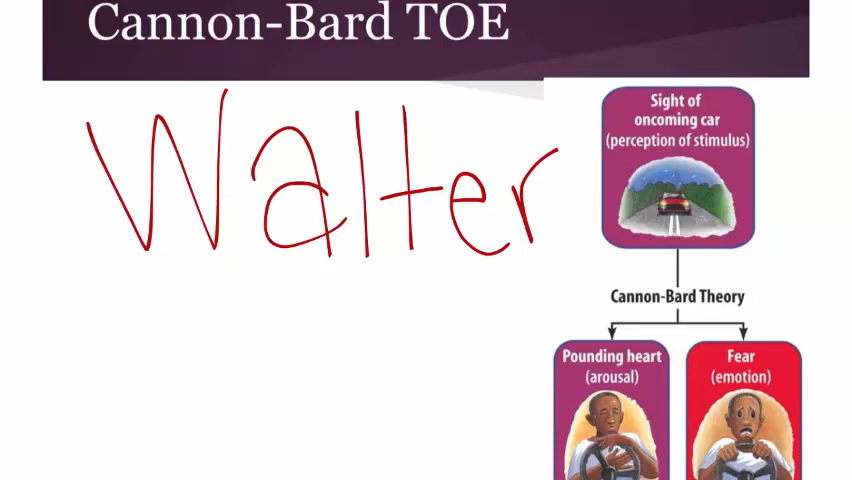 Cannon-Bard TOE
Walter
Sight of
oncoming car
(perception of stimulus)
Cannon-Bard Theory
Pounding heart
(arousal)
Fear
(emotion)